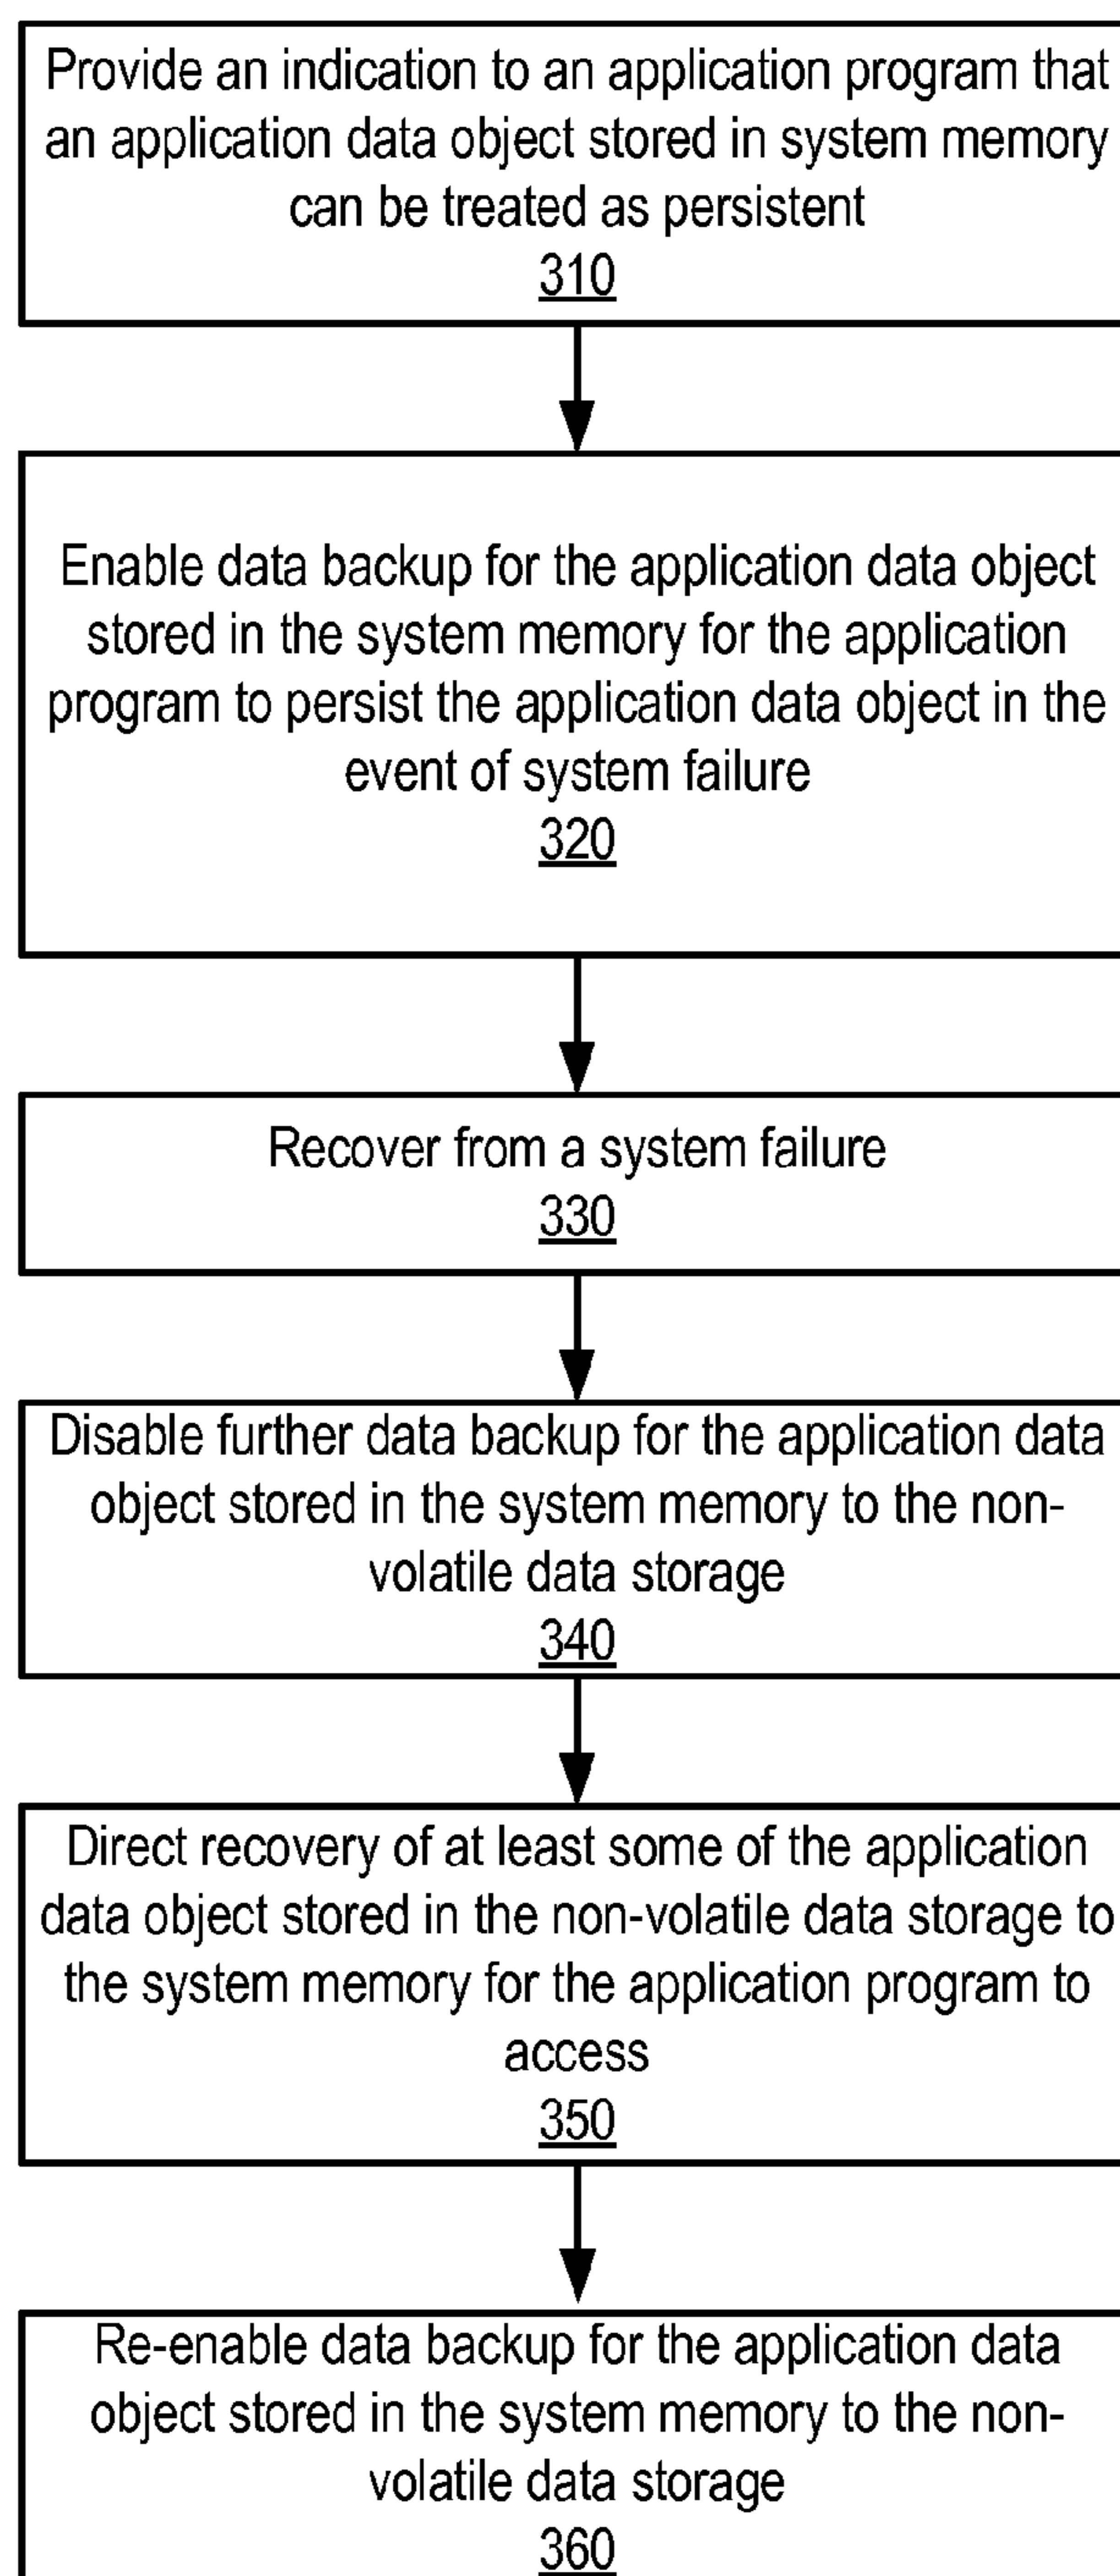 Provide an indication to an application program that
an application data object stored in system memory
can be treated as persistent
310
Enable data backup for the application data object
stored in the system memory for the application
program to persist the application data object in the
event of system failure
320
Recover from a system failure
330
Disable further data backup for the application data
object stored in the system memory to the non-
volatile data storage
340
Direct recovery of at least some of the application
data object stored in the non-volatile data storage to
the system memory for the application program to
access
350
Re-enable data backup for the application data
object stored in the system memory to the non-
volatile data storage
360